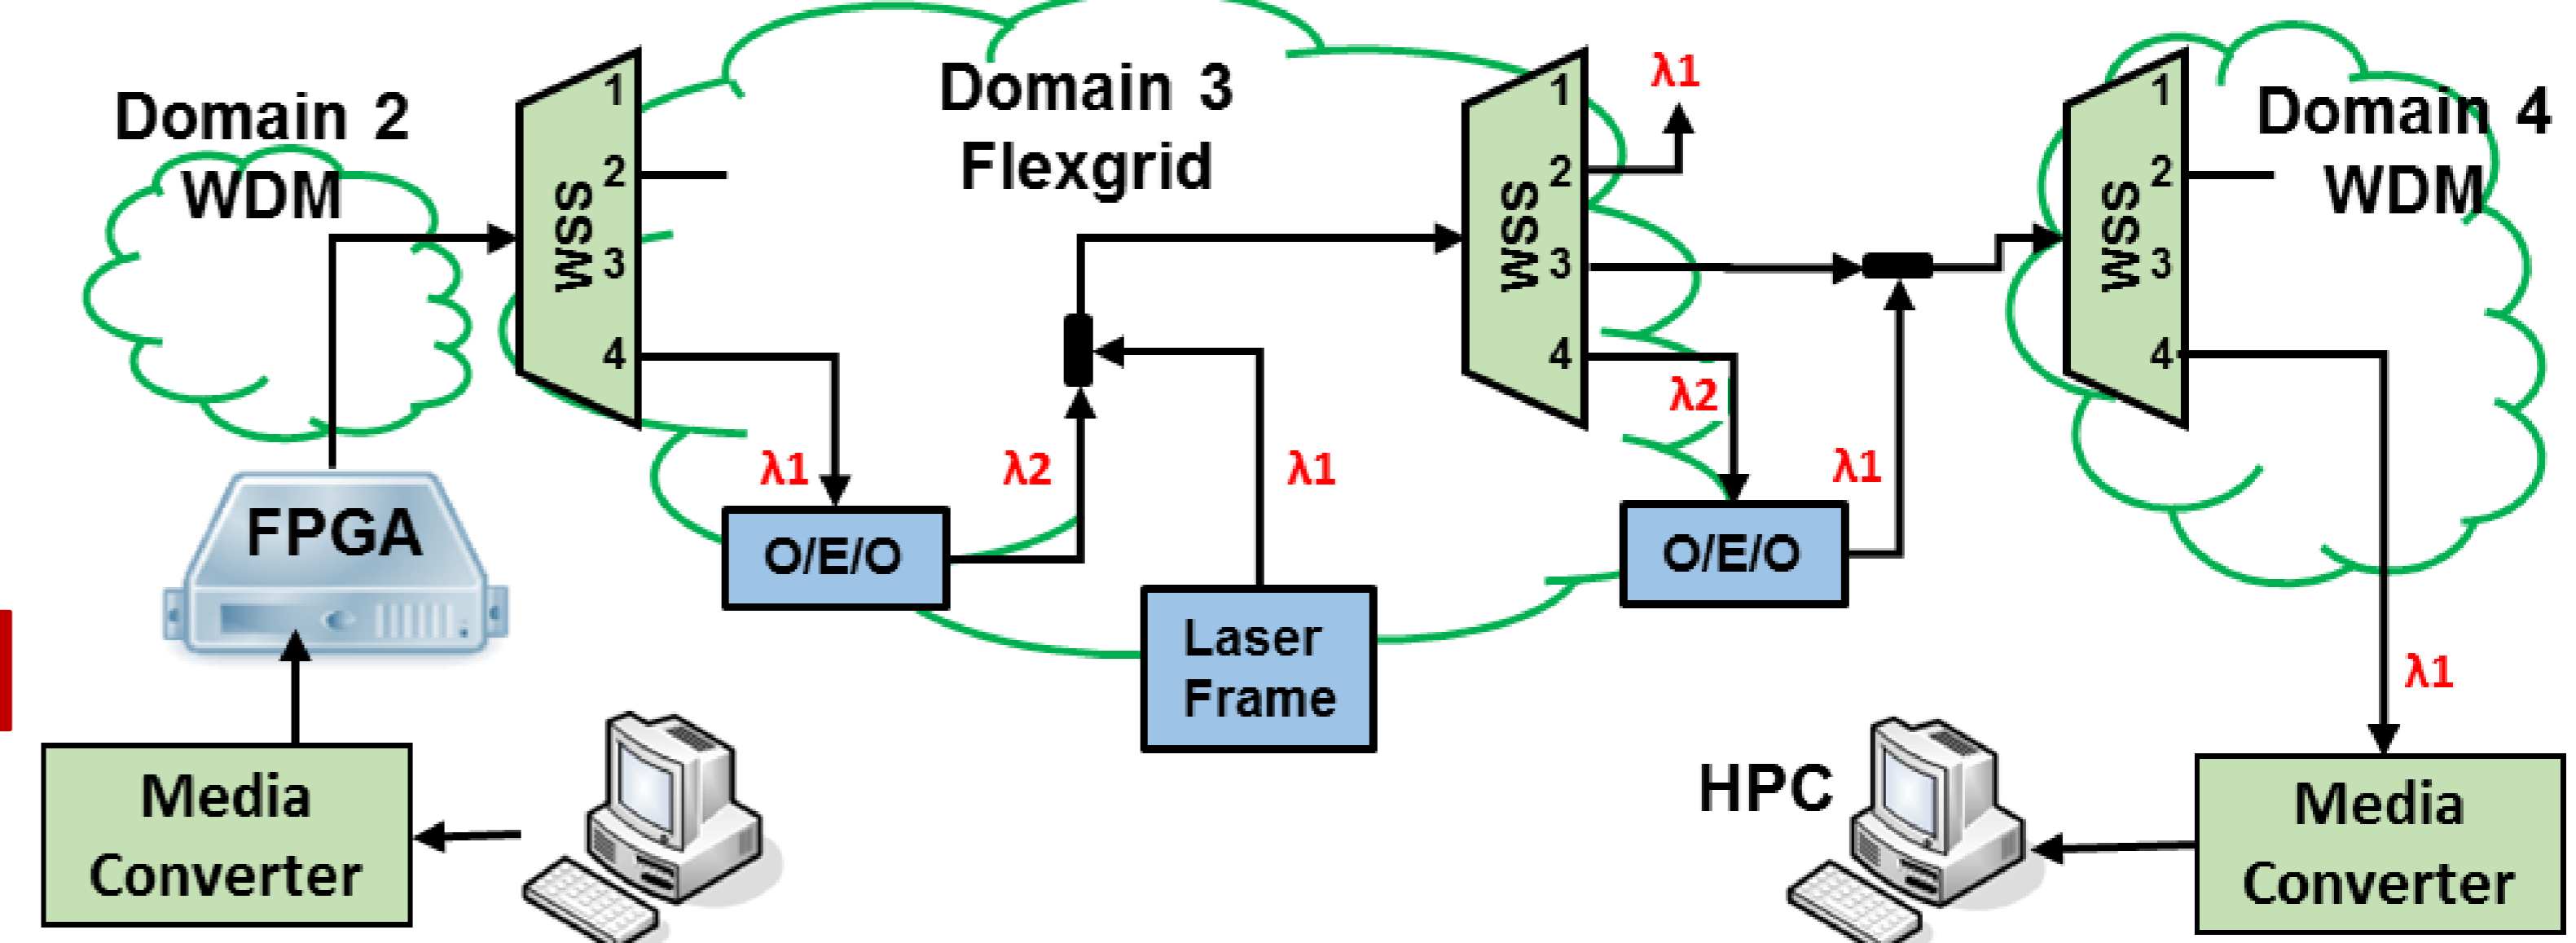 Domain 2
WDM
Domain 3
Flexgrid
Domain 4
WDM
WSS
1
2
3
4
WSS
1
2
3
4
WSS
1
2
3
4
λ1
λ2
λ1
λ1
λ2
λ1
λ1
FPGA
O/E/O
O/E/O
Laser
Frame
Media
Converter
HPC
Media
Converter